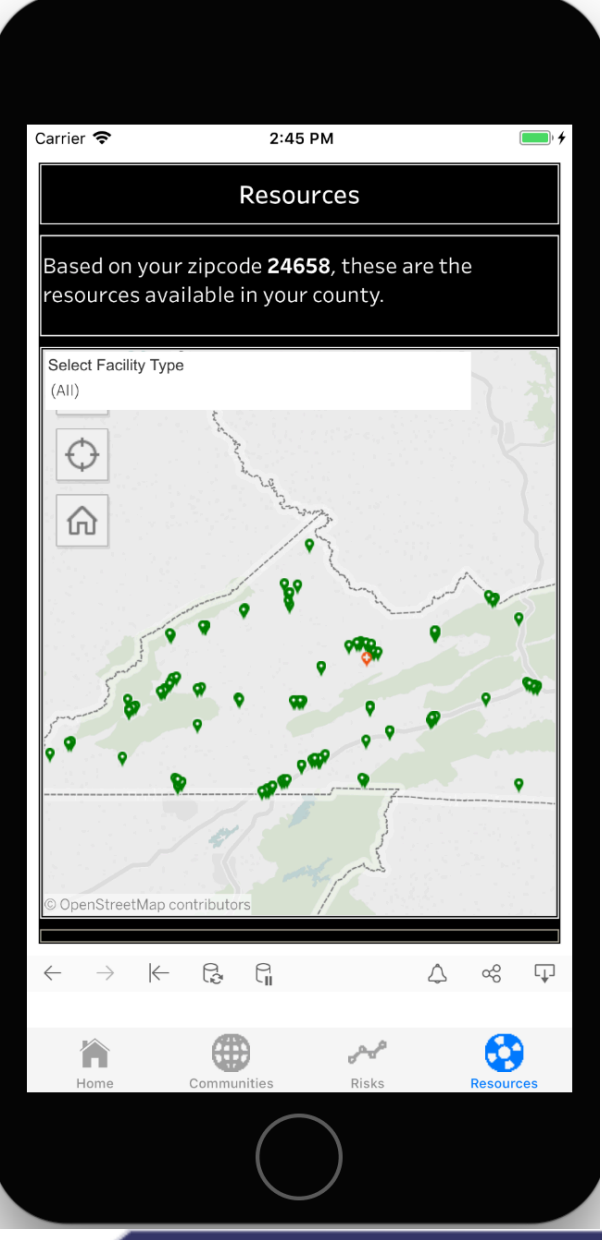 Carrier
2:45 PM
Resources
Based on your zipcode 24658, these are the
resources available in your county.
Select Facility Type
(All)
© OpenStreetMap contributors
Home
Communities
Risks
Resources